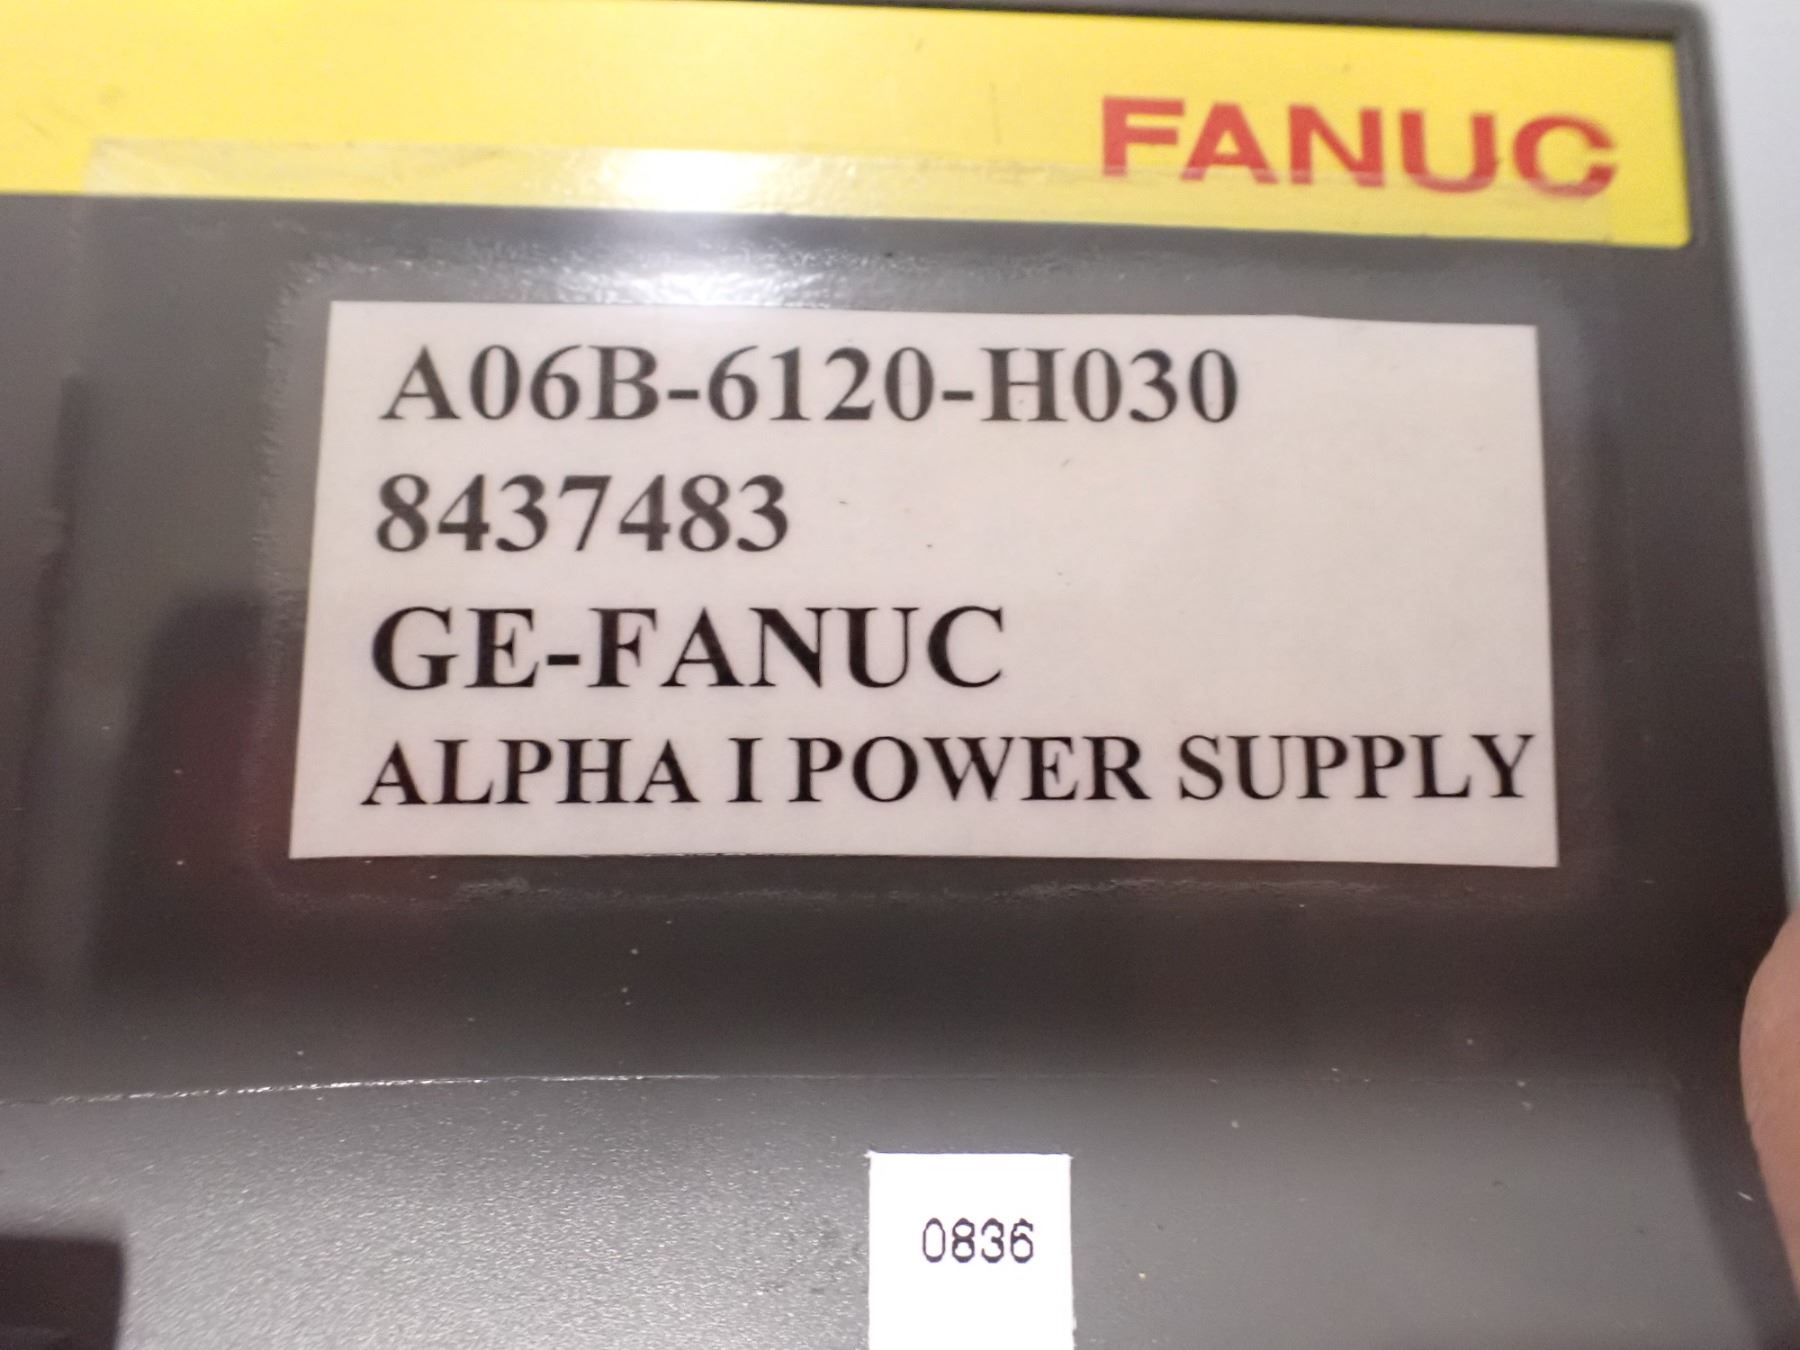 FANUC
A06B-6120-H030
8437483
GE-FANUC
ALPHA I POWER SUPPLY
0836